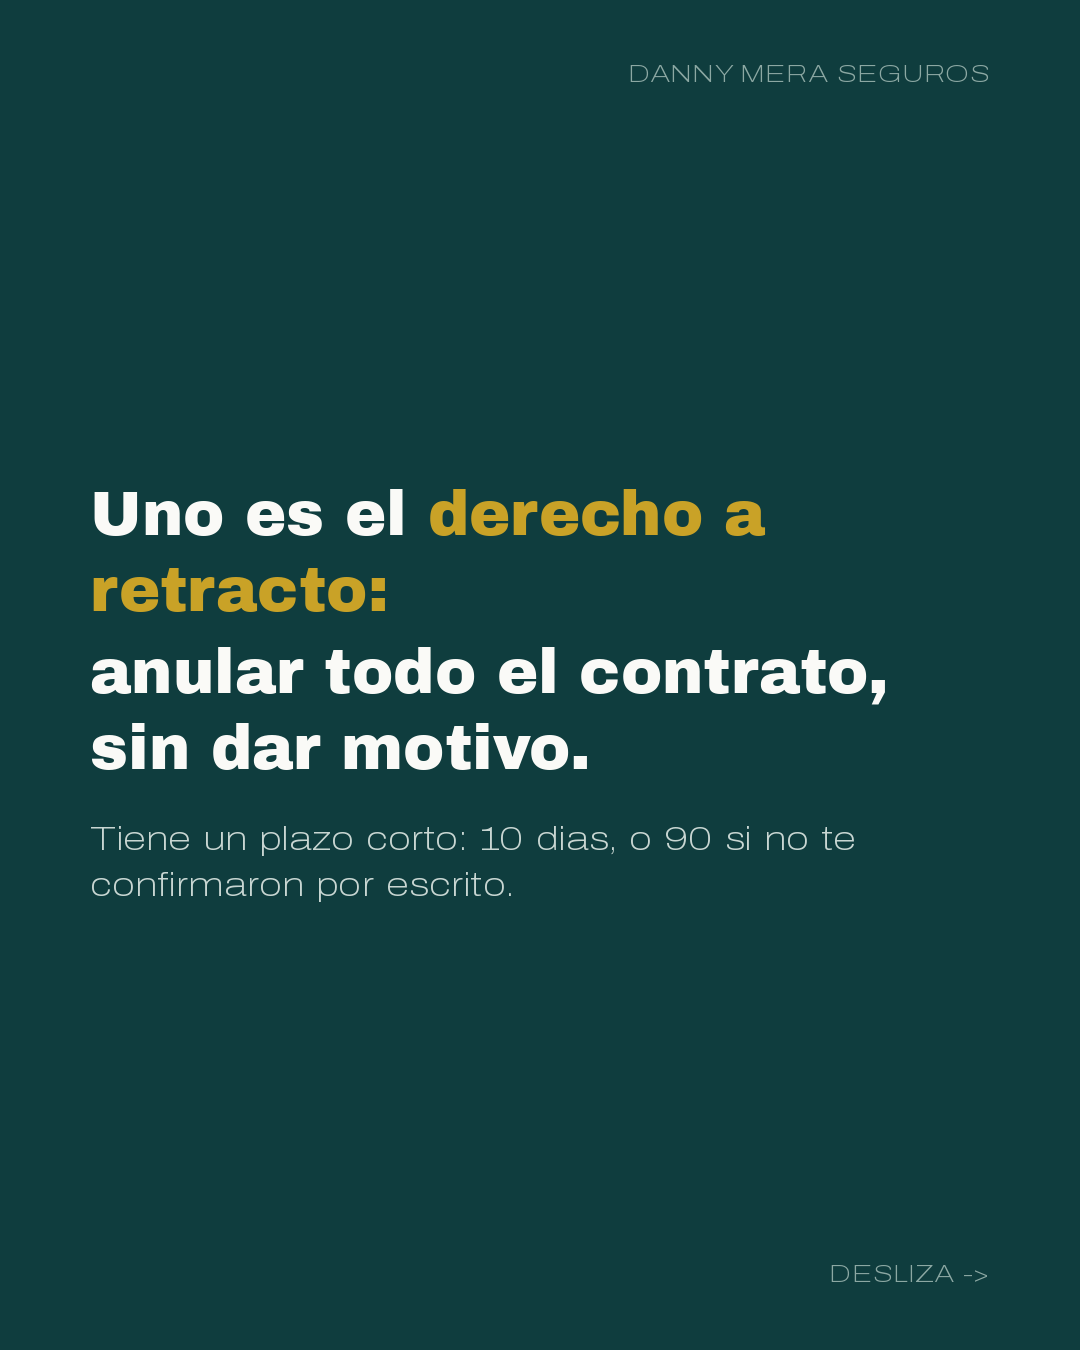 DANNY MERA SEGUROS
Uno es el derecho a
retracto:
anular todo el contrato,
sin dar motivo.
Tiene un plazo corto: 10 dias, o 90 si no te
confirmaron por escrito.
DESLIZA ->